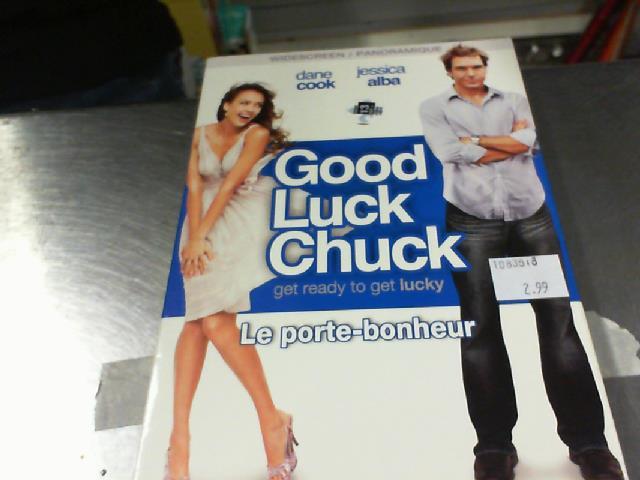 WIDESCREEN / PANORAMIQUE
dane cook
jessica alba
Good
Luck
Chuck
get ready to get lucky
Le porte-bonheur
2.99